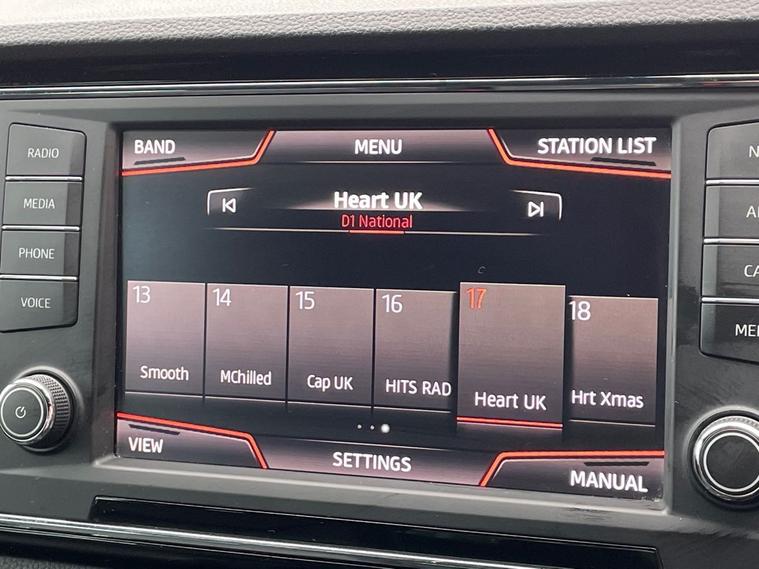 RADIO
MEDIA
PHONE
VOICE
BAND MENU STATION LIST
Heart UK
D1 National
13 14 15 16 17 18
Smooth MChilled Cap UK HITS RAD Heart UK Hrt Xmas
VIEW SETTINGS MANUAL